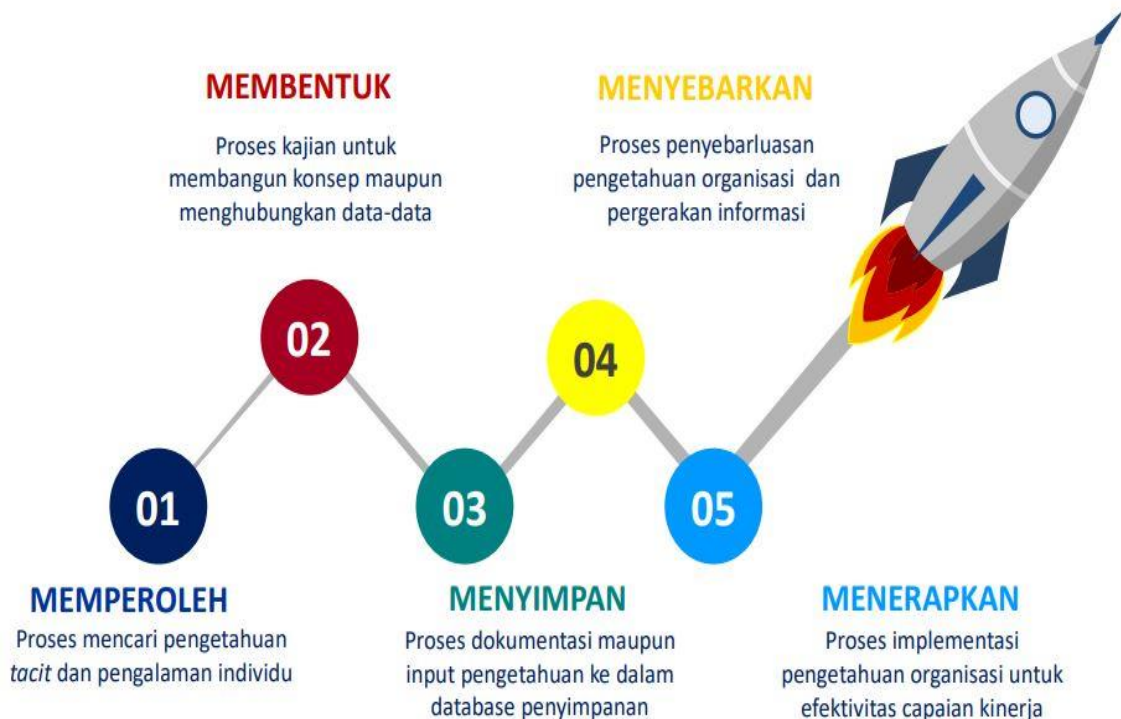 MEMBENTUK
Proses kajian untuk
membangun konsep maupun
menghubungkan data-data
MENYEBARKAN
Proses penyebarluasan
pengetahuan organisasi dan
pergerakan informasi
02
04
01
03
05
MEMPEROLEH
Proses mencari pengetahuan
tacit dan pengalaman individu
MENYIMPAN
Proses dokumentasi maupun
input pengetahuan ke dalam
database penyimpanan
MENERAPKAN
Proses implementasi
pengetahuan organisasi untuk
efektivitas capaian kinerja